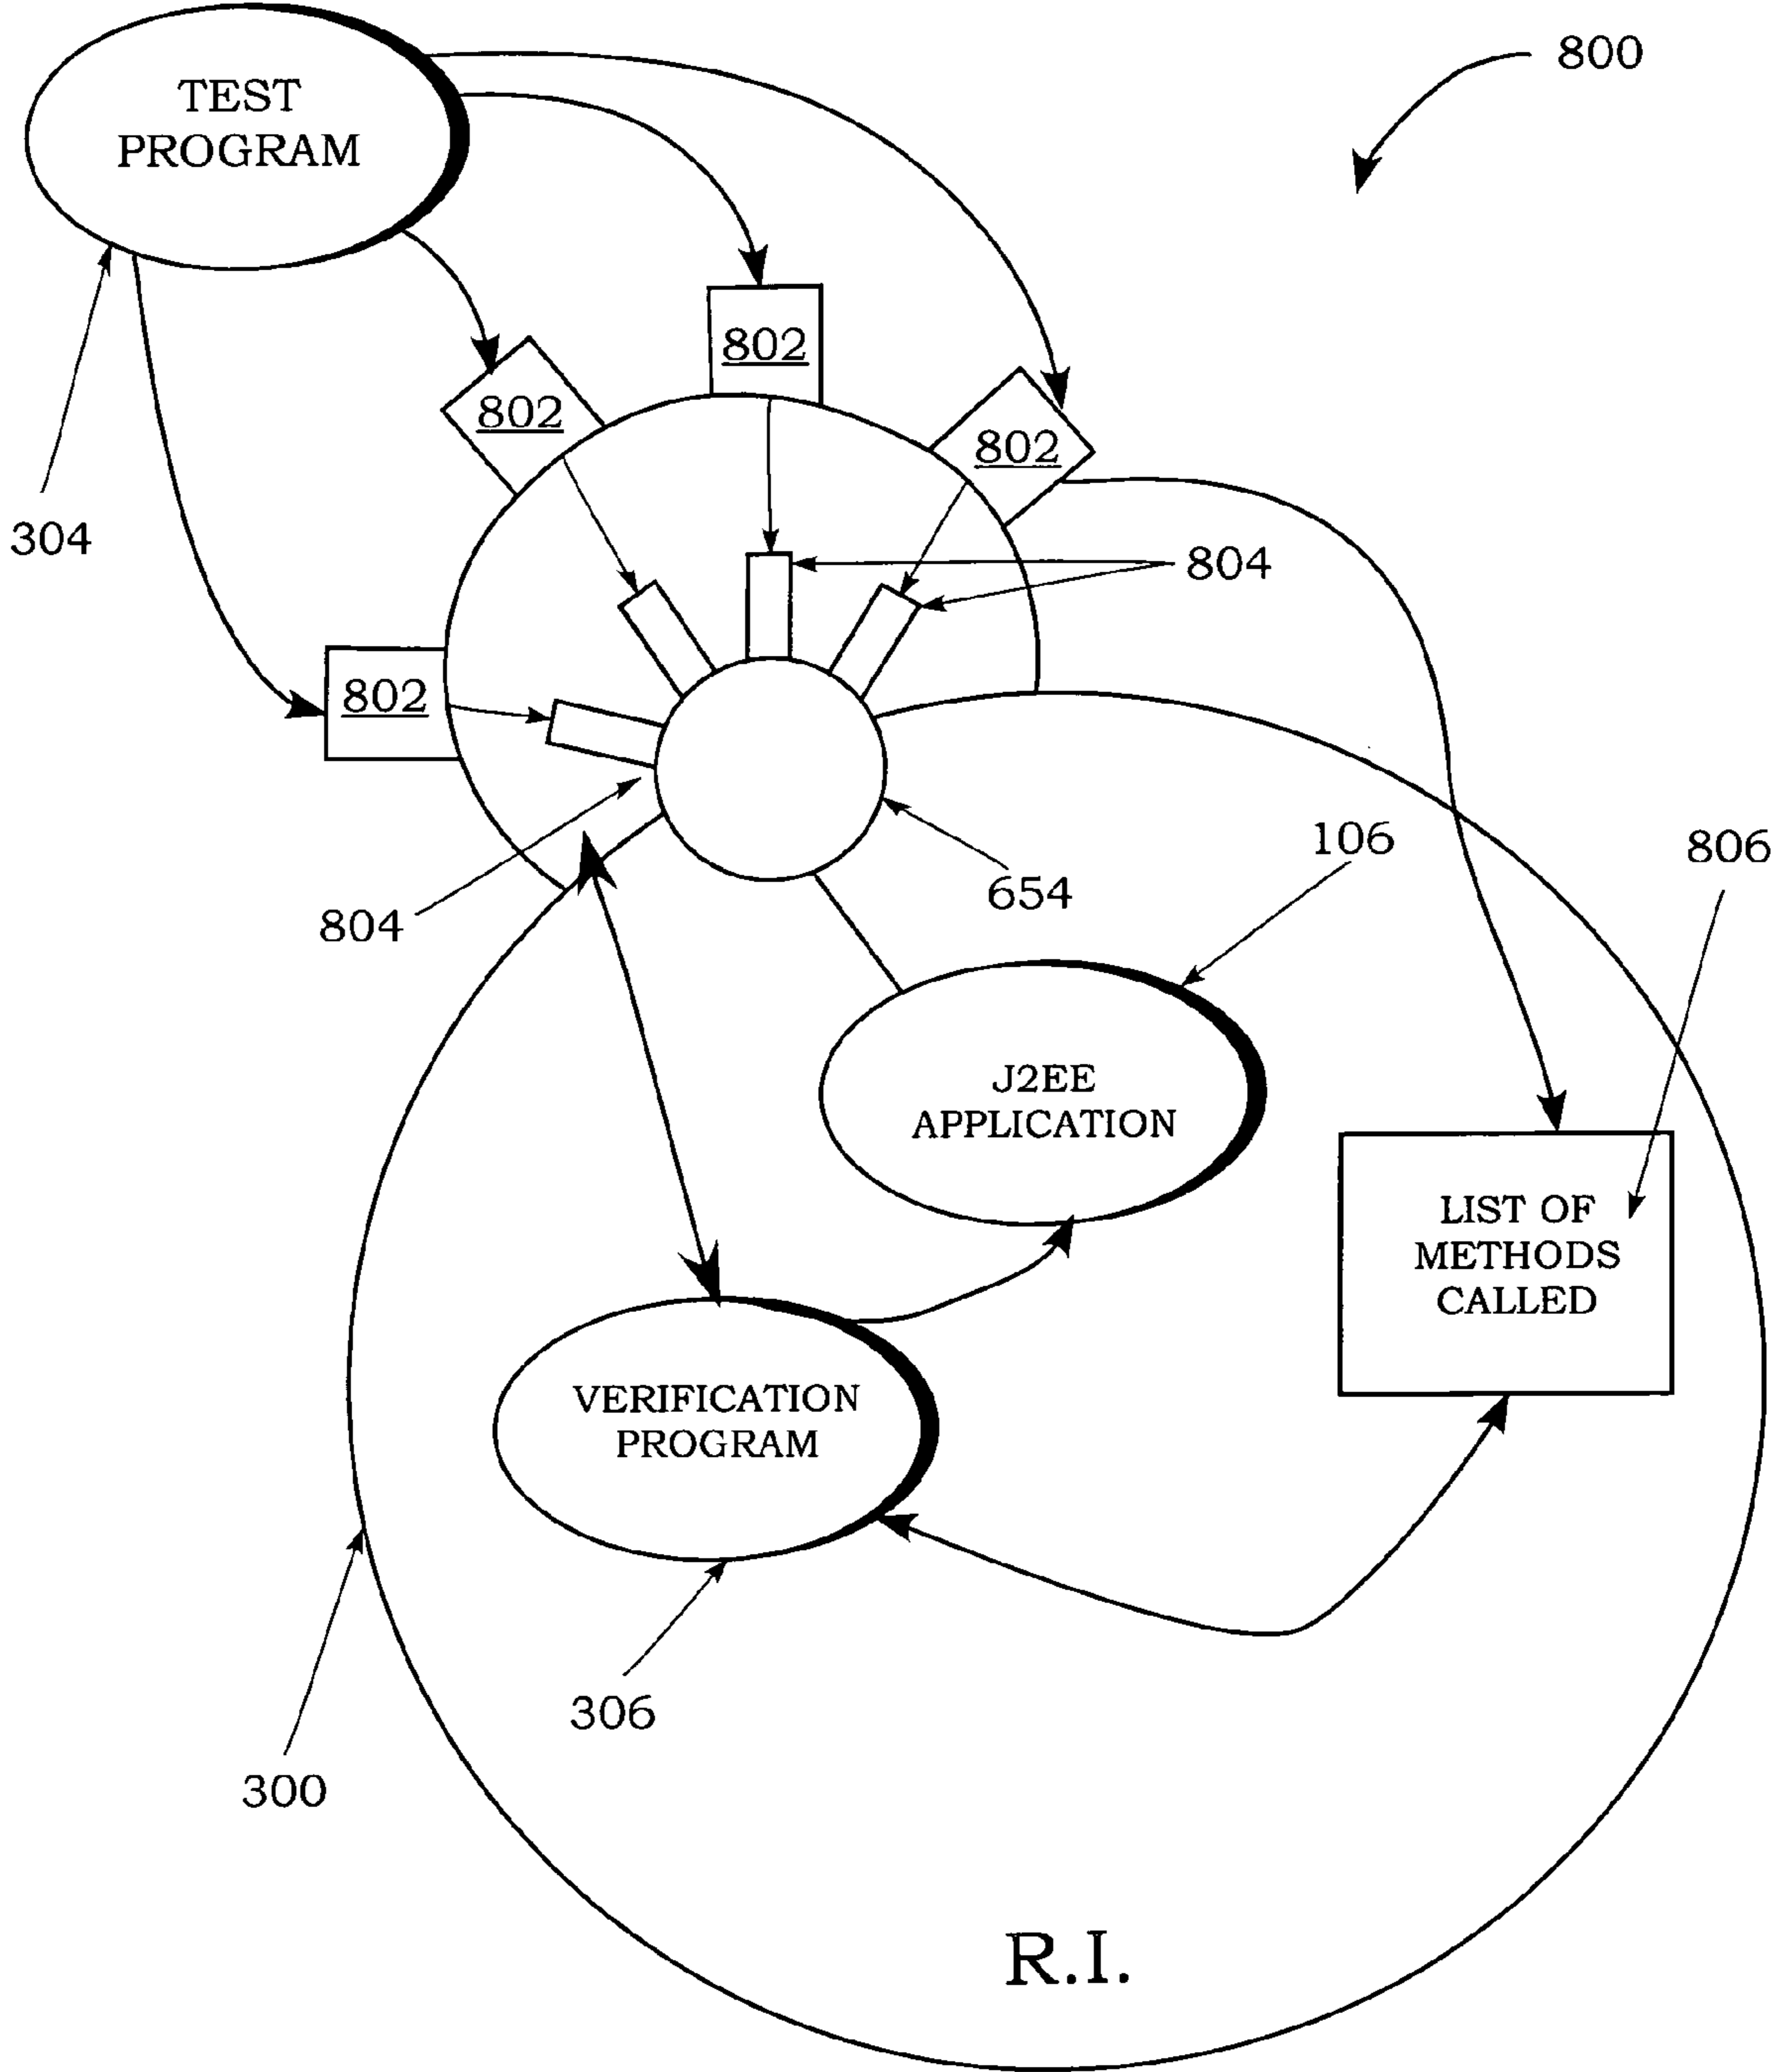 800
TEST
PROGRAM
802
802
802
304
804
802
106
806
654
804
J2EE
APPLICATION
LIST OF
METHODS
CALLED
VERIFICATION
PROGRAM
306
300
R.I.